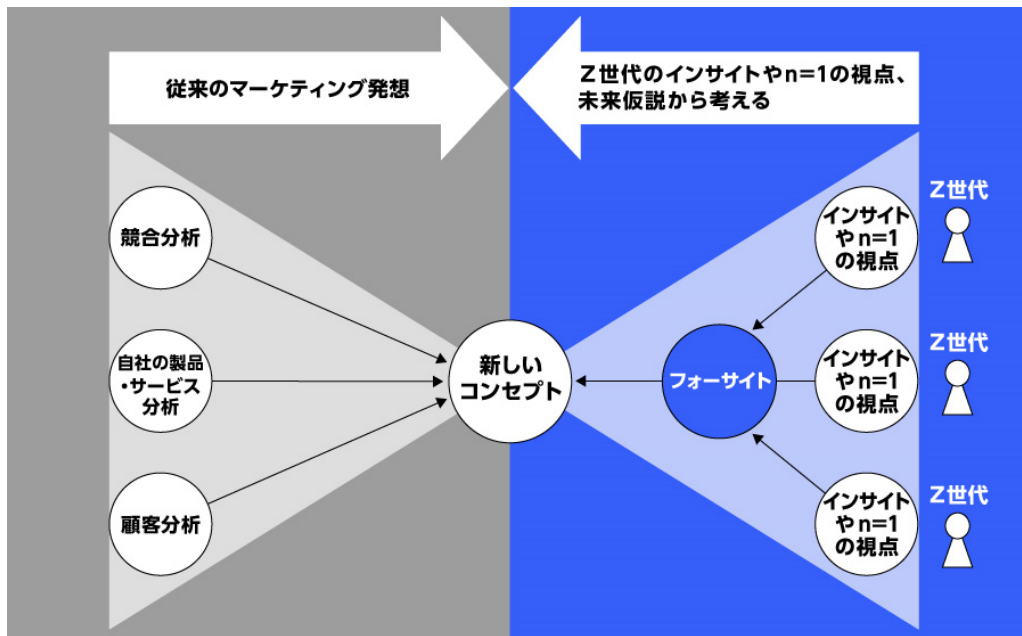 従来のマーケティング発想
Z世代のインサイトやn=1の視点、
未来仮説から考える
競合分析
自社の製品
・サービス
分析
顧客分析
新しい
コンセプト
フォーサイト
インサイト
やn=1
の視点
Z世代
インサイト
やn=1
の視点
Z世代
インサイト
やn=1
の視点
Z世代